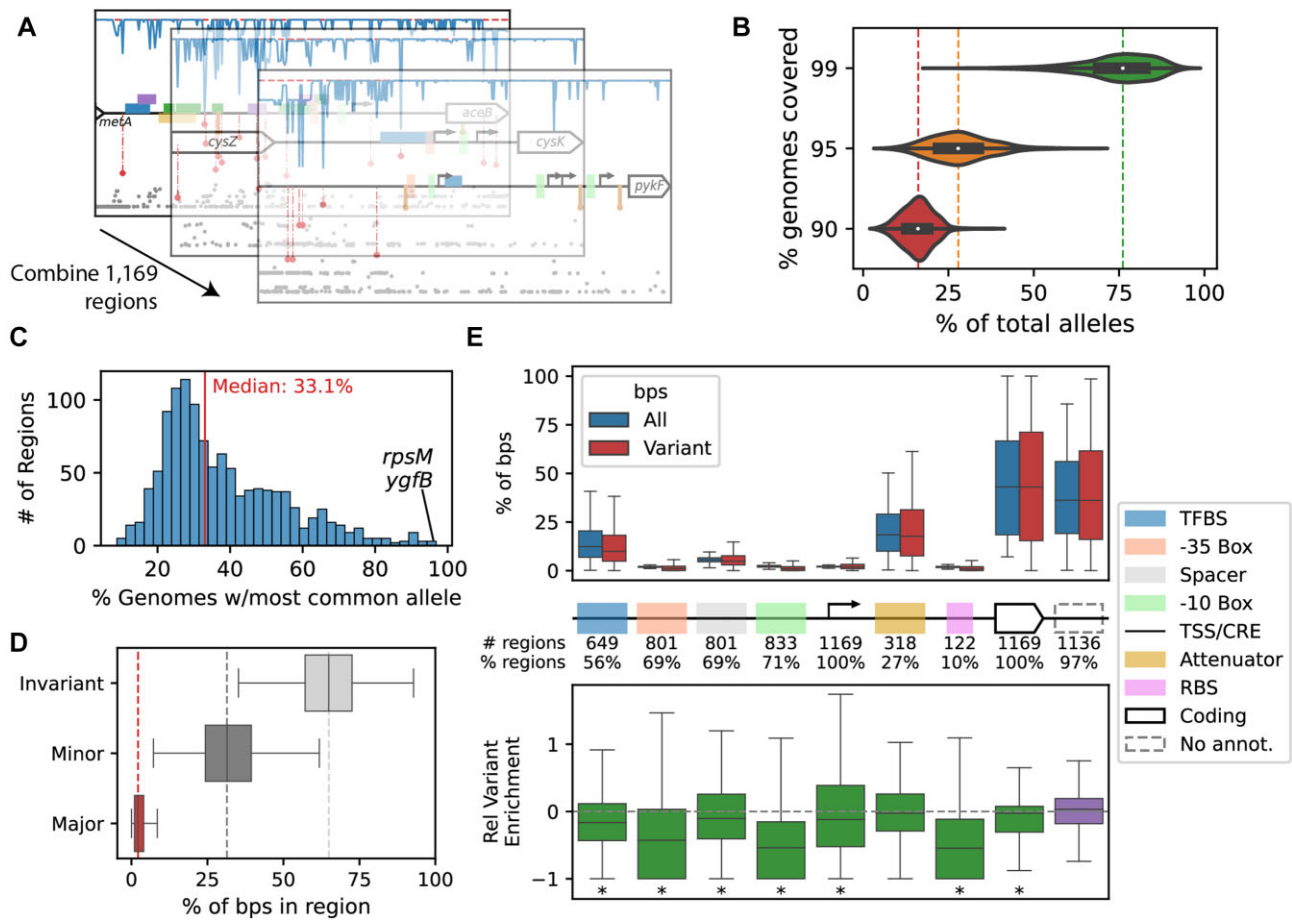 A
metA
cysZ
aceB
cysK
pykF
Combine 1,169
regions
B
% genomes covered
99
95
90
0 25 50 75 100
% of total alleles
C
# of Regions
100
50
0
Median: 33.1%
rpsM
ygfB
20 40 60 80 100
% Genomes w/most common allele
D
Invariant
Minor
Major
0 25 50 75 100
% of bps in region
E
% of bps
100
75
50
25
0
bps
All
Variant
# regions 649 801 801 833 1169 318 122 1169 1136
% regions 56% 69% 69% 71% 100% 27% 10% 100% 97%
Rel Variant
Enrichment
1
0
−1
* * * * * * *
TFBS
-35 Box
Spacer
-10 Box
TSS/CRE
Attenuator
RBS
Coding
No annot.